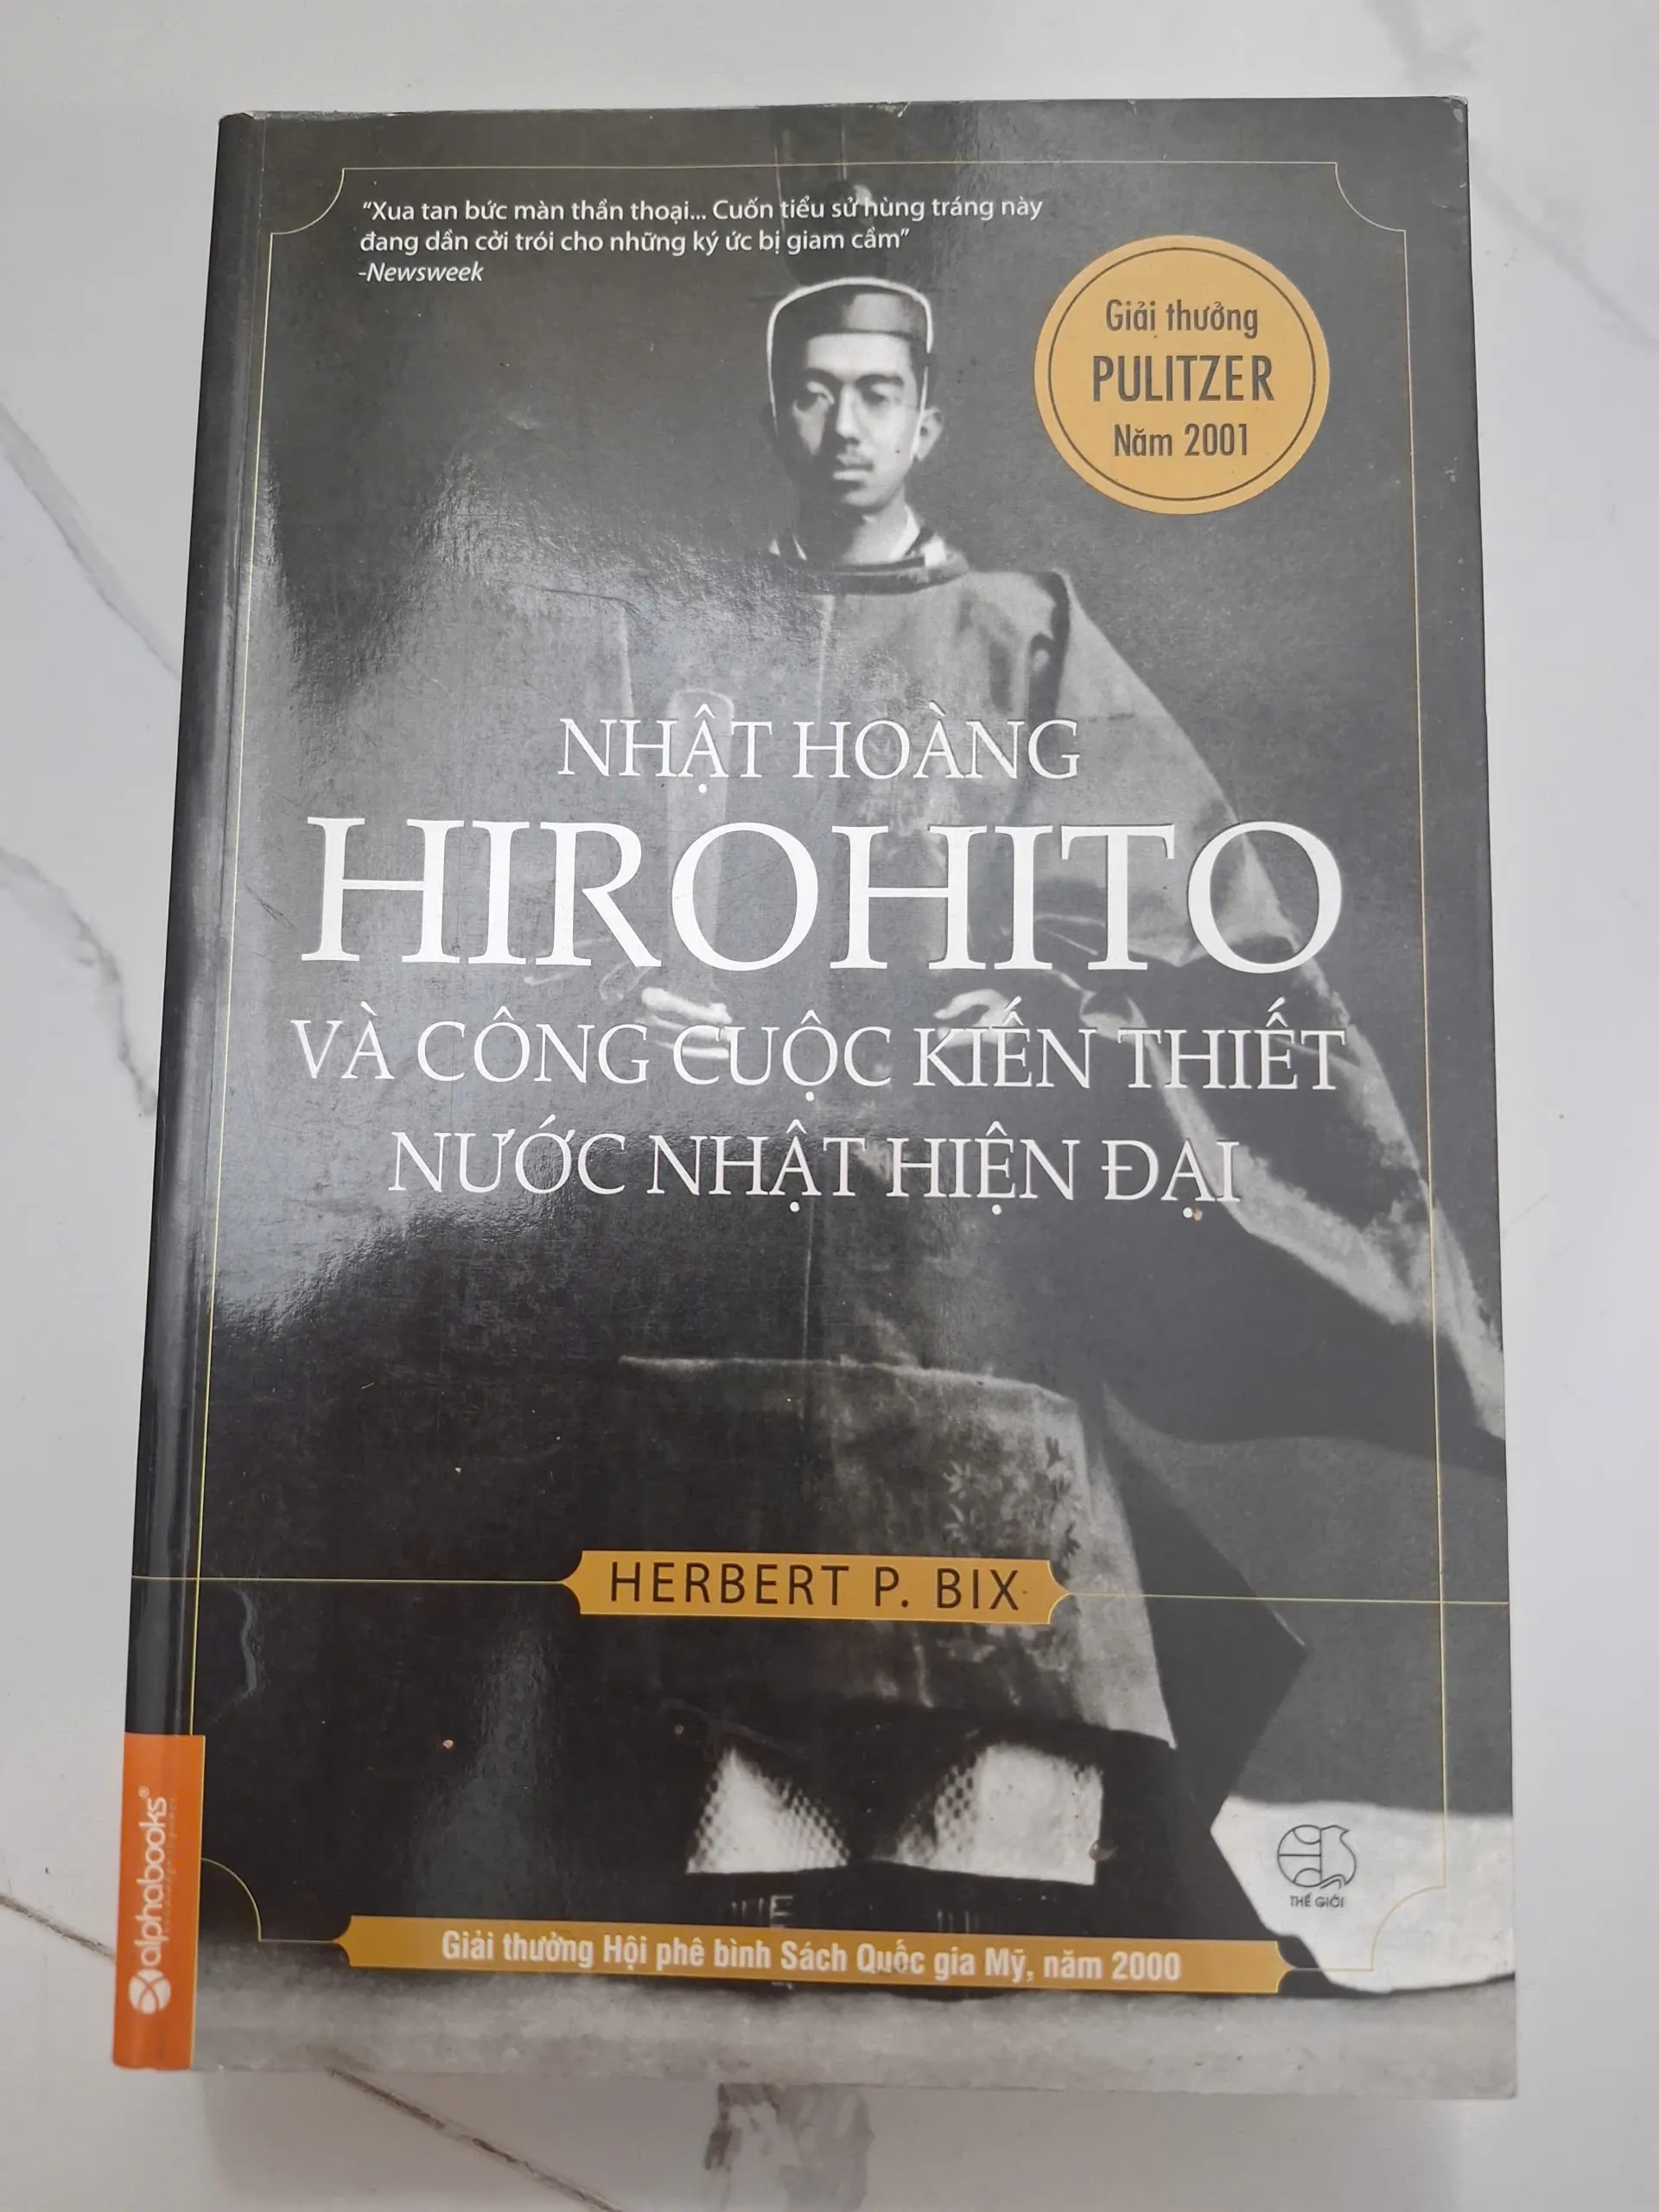 "Xua tan bức màn thần thoại... Cuốn tiểu sử hùng tráng này
đang dần cởi trói cho những ký ức bị giam cầm"
-Newsweek
Giải thưởng
PULITZER
Năm 2001
NHẬT HOÀNG
HIROHITO
VÀ CÔNG CUỘC KIẾN THIẾT
NƯỚC NHẬT HIỆN ĐẠI
HERBERT P. BIX
alphabooks®
THẾ GIỚI
Giải thưởng Hội phê bình Sách Quốc gia Mỹ, năm 2000